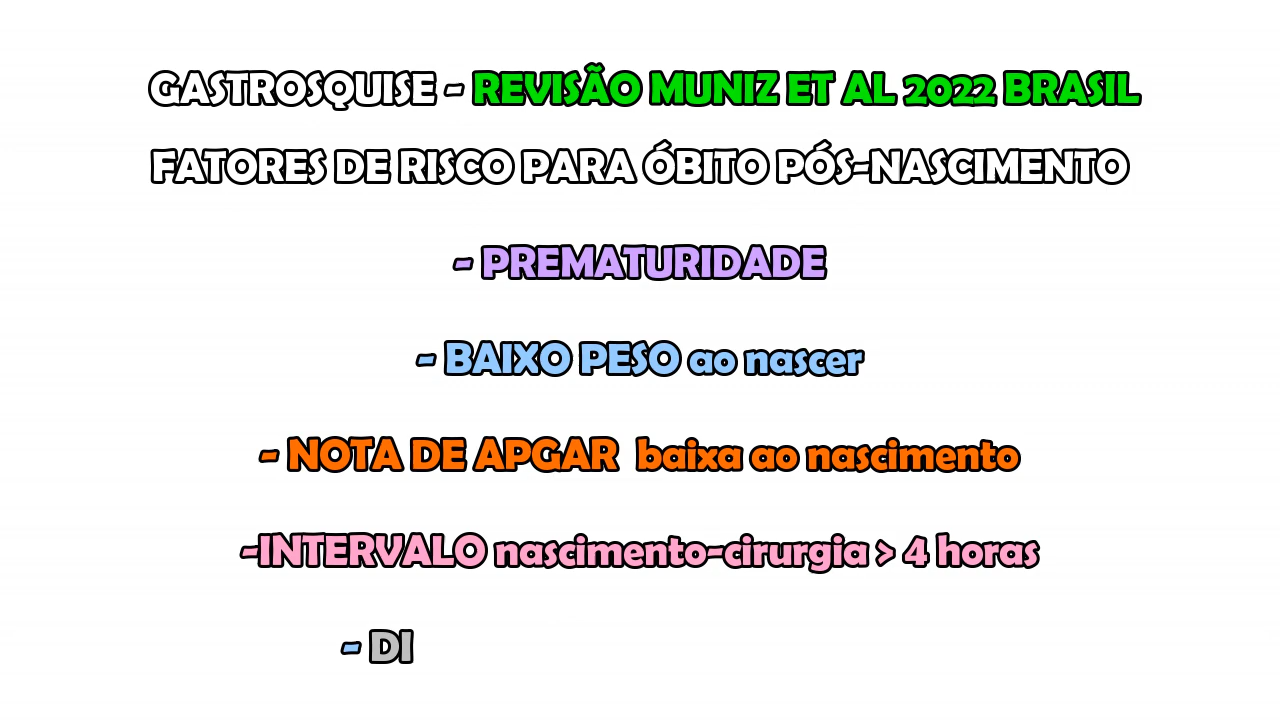 GASTROSQUISE - REVISÃO MUNIZ ET AL 2022 BRASIL
FATORES DE RISCO PARA ÓBITO PÓS-NASCIMENTO
- PREMATURIDADE
- BAIXO PESO ao nascer
- NOTA DE APGAR  baixa ao nascimento
-INTERVALO nascimento-cirurgia > 4 horas
- DI